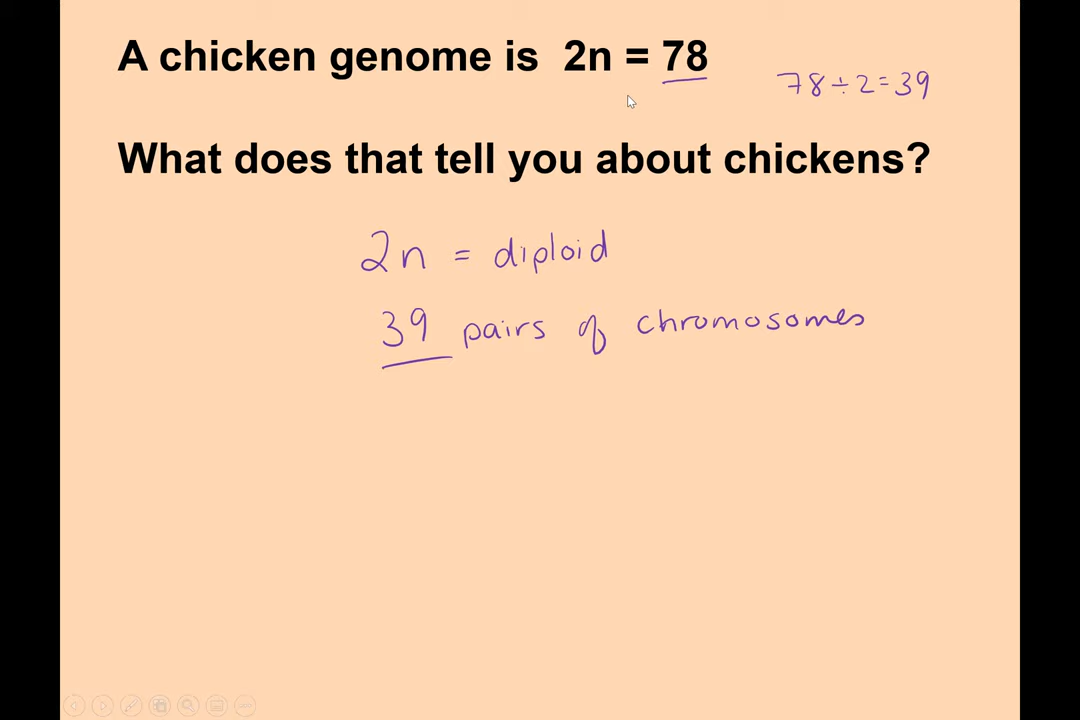 A chicken genome is 2n = 78
78÷2=39
What does that tell you about chickens?
2n = diploid
39 pairs of chromosomes